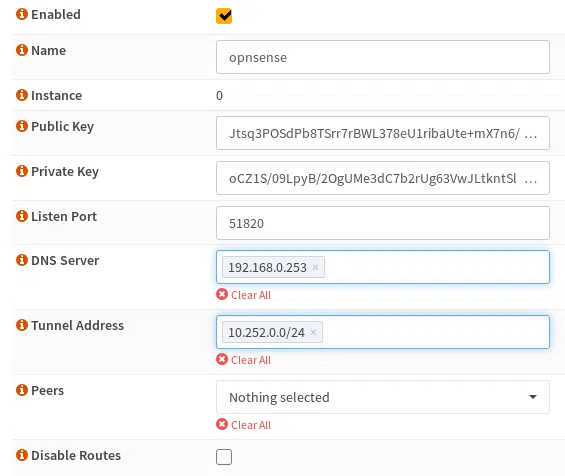 Enabled
Name
opnsense
Instance
0
Public Key
Jtsq3POSdPb8TSrr7rBWL378eU1ribaUte+mX7n6/ ...
Private Key
oCZ1S/09LpyB/2OgUMe3dC7b2rUg63VwJLtkntSl ...
Listen Port
51820
DNS Server
192.168.0.253 ×
Clear All
Tunnel Address
10.252.0.0/24 ×
Clear All
Peers
Nothing selected
Clear All
Disable Routes